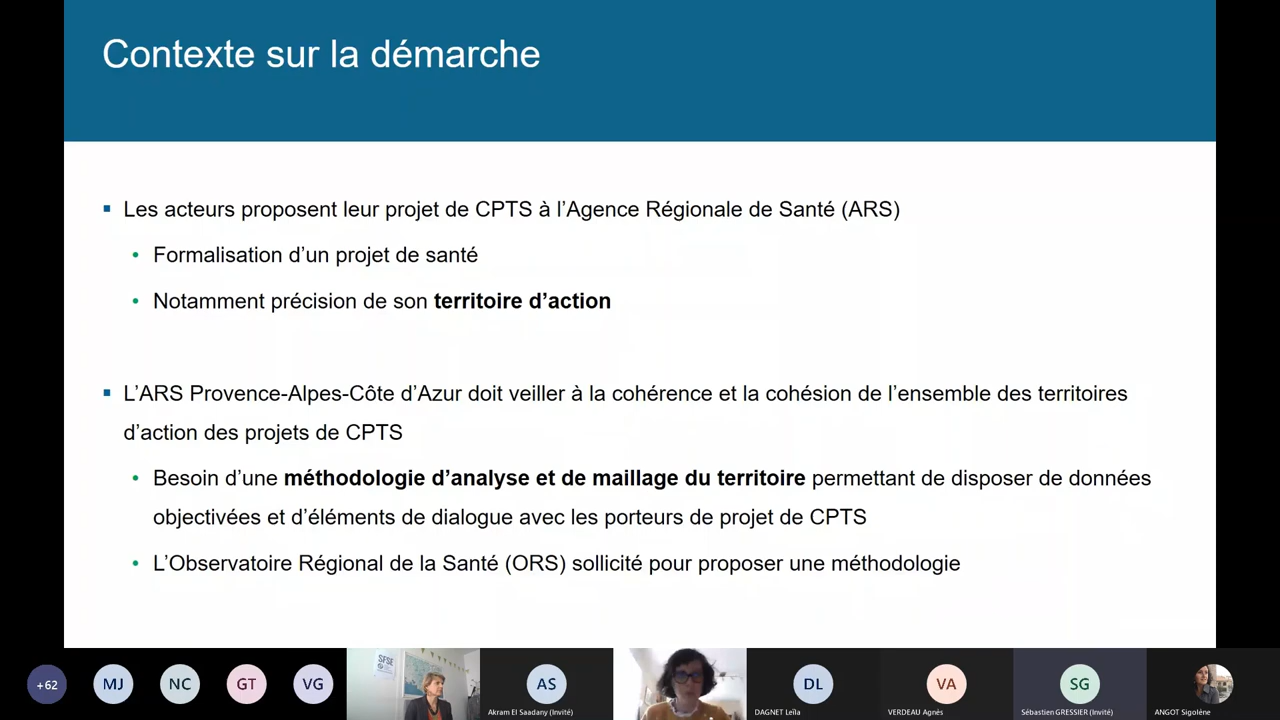 Contexte sur la démarche
Les acteurs proposent leur projet de CPTS à l’Agence Régionale de Santé (ARS)
Formalisation d’un projet de santé
Notamment précision de son territoire d’action
L’ARS Provence-Alpes-Côte d’Azur doit veiller à la cohérence et la cohésion de l’ensemble des territoires
d’action des projets de CPTS
Besoin d’une méthodologie d’analyse et de maillage du territoire permettant de disposer de données
objectivées et d’éléments de dialogue avec les porteurs de projet de CPTS
L’Observatoire Régional de la Santé (ORS) sollicité pour proposer une méthodologie
+62
MJ
NC
GT
VG
SFSE
AS
Akram El Saadany (Invité)
DL
DAGNET Leïla
VA
VERDEAU Agnès
SG
Sébastien GRESSIER (Invité)
ANGOT Sigolène